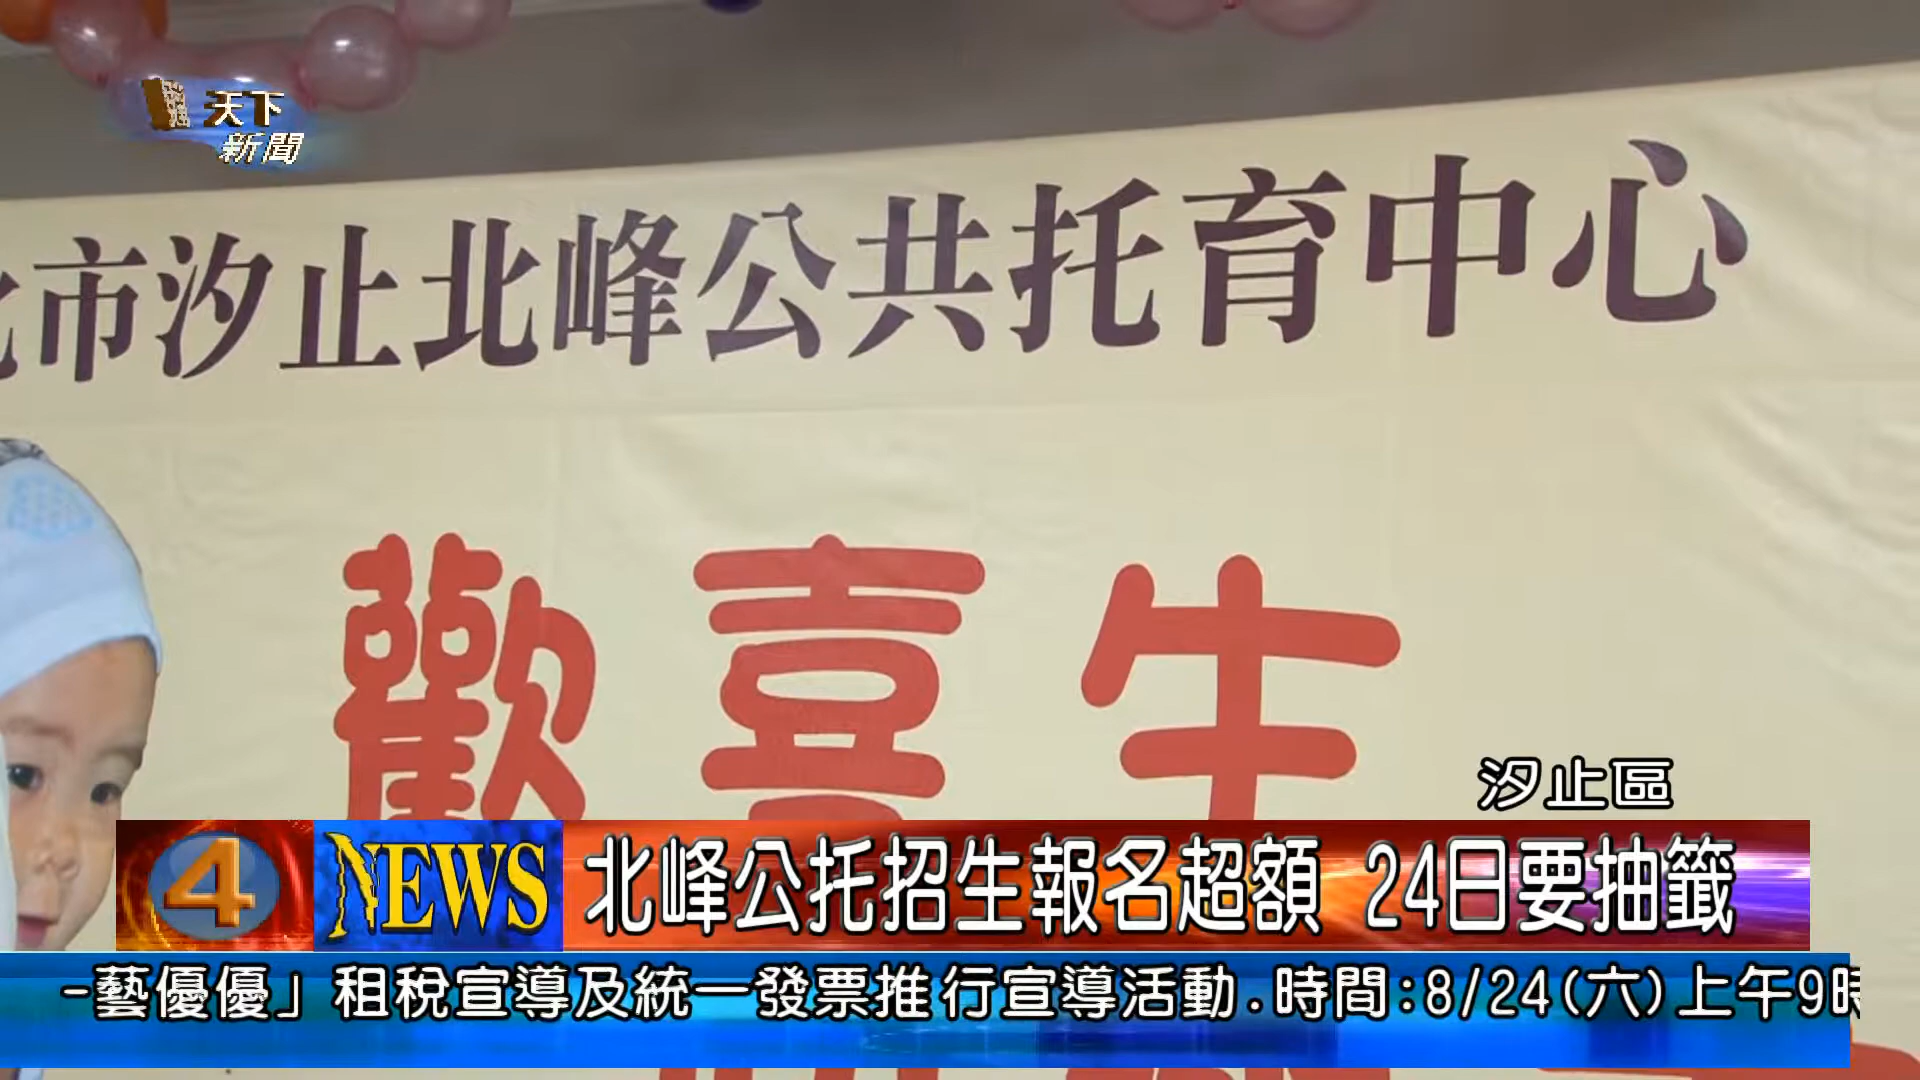 天下
新聞
市汐止北峰公共托育中心
歡喜生
汐止區
4 NEWS 北峰公托招生報名超額 24日要抽籤
-藝優優」租稅宣導及統一發票推行宣導活動.時間:8/24(六)上午9時